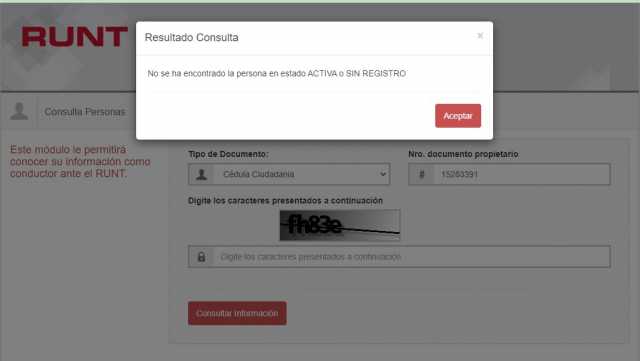 RUNT
Resultado Consulta
×
No se ha encontrado la persona en estado ACTIVA o SIN REGISTRO
Aceptar
Consulta Personas
Este módulo le permitirá
conocer su información como
conductor ante el RUNT.
Tipo de Documento:
Nro. documento propietario
Cédula Ciudadania
# 15263391
Digite los caracteres presentados a continuación
fh83e
Digite los caracteres presentados a continuación
Consultar Información